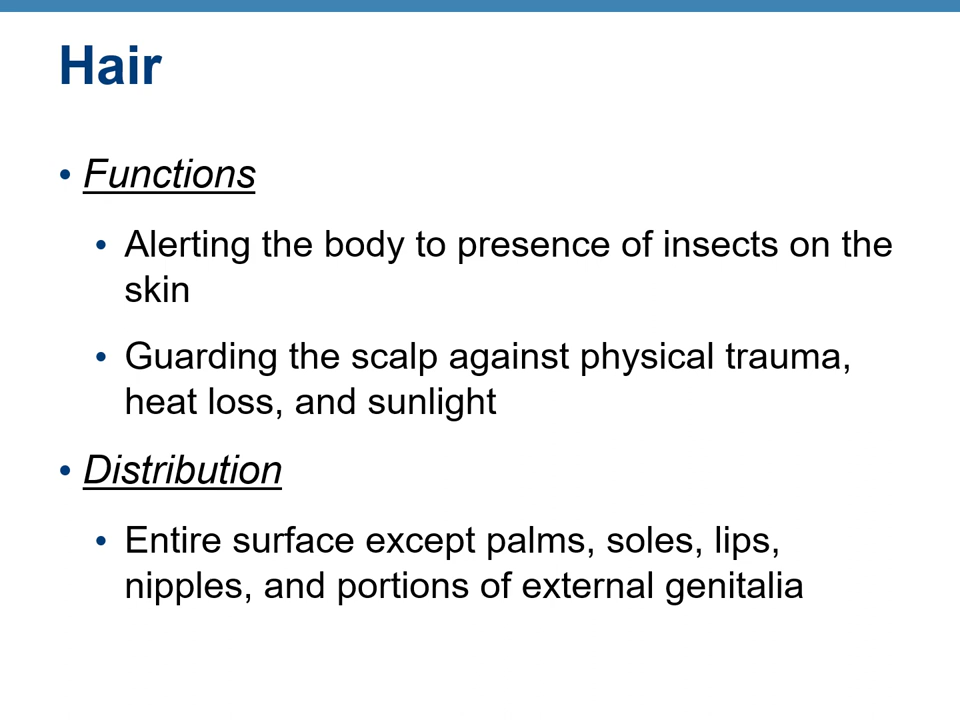 Hair
• Functions
• Alerting the body to presence of insects on the
skin
• Guarding the scalp against physical trauma,
heat loss, and sunlight
• Distribution
• Entire surface except palms, soles, lips,
nipples, and portions of external genitalia